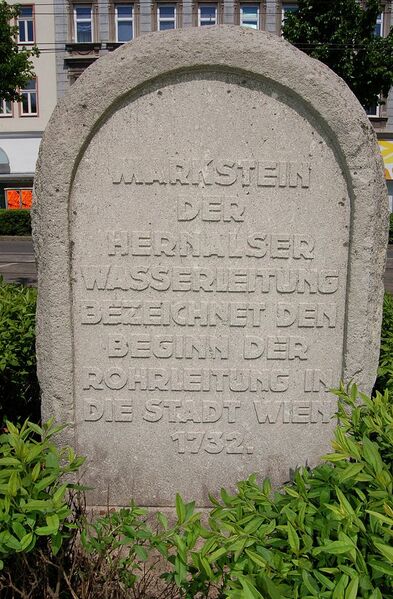 MARKSTEIN
DER
HERNALSER
WASSERLEITUNG
BEZEICHNET DEN
BEGINN DER
ROHRLEITUNG IN
DIE STADT WIEN
1732.